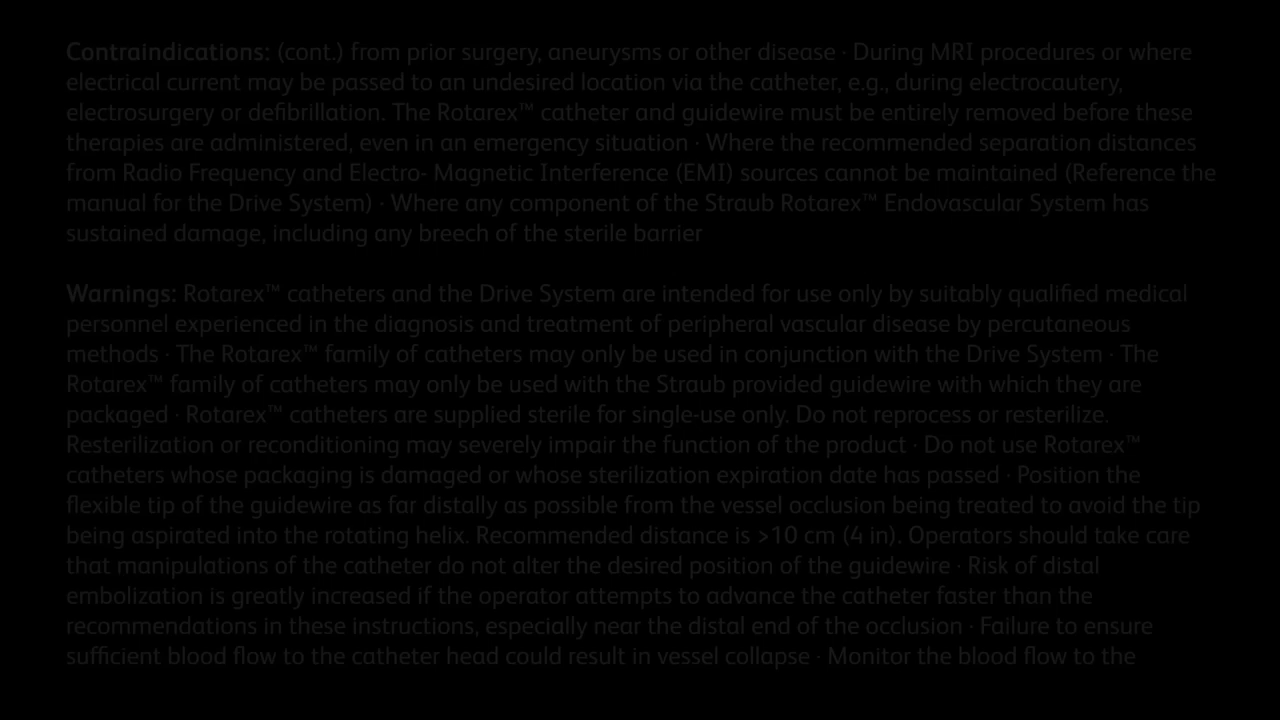 Contraindications: (cont.) from prior surgery, aneurysms or other disease · During MRI procedures or where
electrical current may be passed to an undesired location via the catheter, e.g., during electrocautery,
electrosurgery or defibrillation. The Rotarex™ catheter and guidewire must be entirely removed before these
therapies are administered, even in an emergency situation · Where the recommended separation distances
from Radio Frequency and Electro- Magnetic Interference (EMI) sources cannot be maintained (Reference the
manual for the Drive System) · Where any component of the Straub Rotarex™ Endovascular System has
sustained damage, including any breech of the sterile barrier
Warnings: Rotarex™ catheters and the Drive System are intended for use only by suitably qualified medical
personnel experienced in the diagnosis and treatment of peripheral vascular disease by percutaneous
methods · The Rotarex™ family of catheters may only be used in conjunction with the Drive System · The
Rotarex™ family of catheters may only be used with the Straub provided guidewire with which they are
packaged · Rotarex™ catheters are supplied sterile for single-use only. Do not reprocess or resterilize.
Resterilization or reconditioning may severely impair the function of the product · Do not use Rotarex™
catheters whose packaging is damaged or whose sterilization expiration date has passed · Position the
flexible tip of the guidewire as far distally as possible from the vessel occlusion being treated to avoid the tip
being aspirated into the rotating helix. Recommended distance is >10 cm (4 in). Operators should take care
that manipulations of the catheter do not alter the desired position of the guidewire · Risk of distal
embolization is greatly increased if the operator attempts to advance the catheter faster than the
recommendations in these instructions, especially near the distal end of the occlusion · Failure to ensure
sufficient blood flow to the catheter head could result in vessel collapse · Monitor the blood flow to the